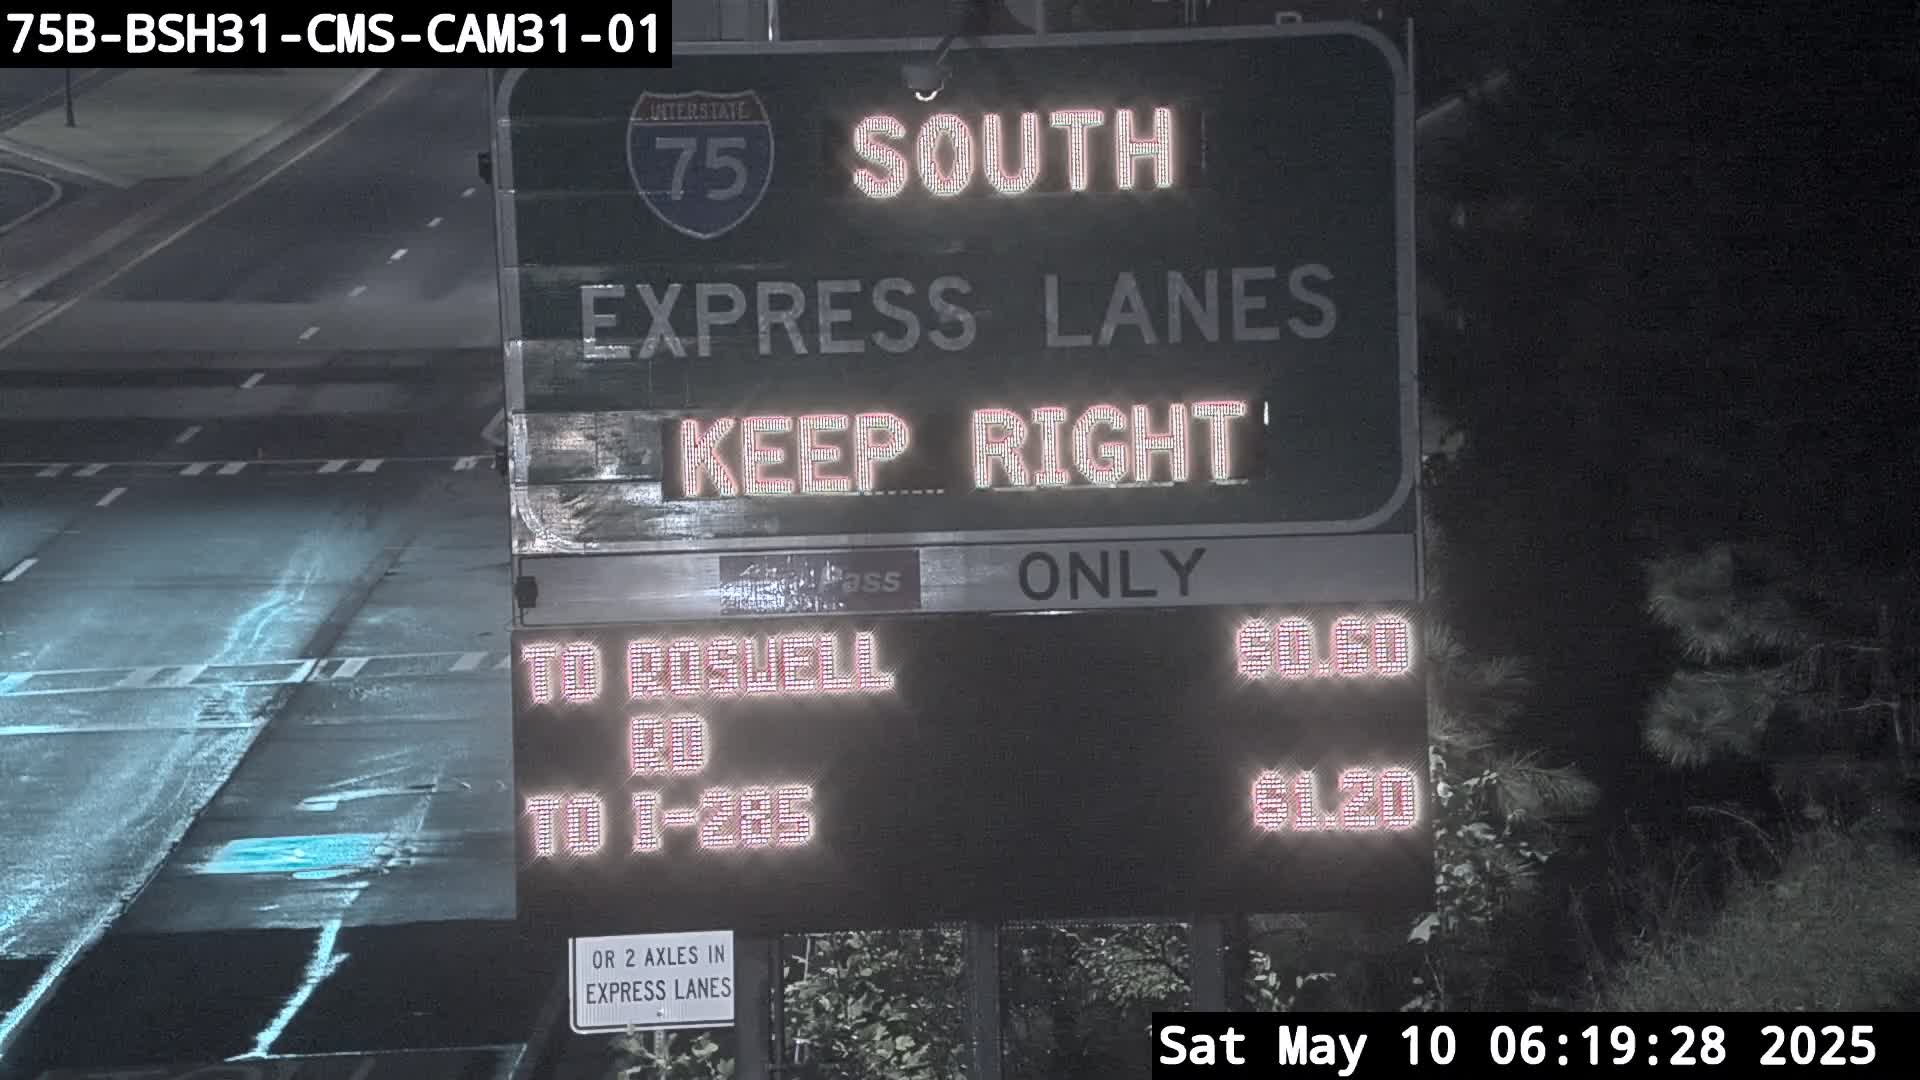 75B-BSH31-CMS-CAM31-01
INTERSTATE
75
SOUTH
EXPRESS LANES
KEEP RIGHT
Pass ONLY
TO ROSWELL $0.60
RD
TO I-285 $1.20
OR 2 AXLES IN
EXPRESS LANES
Sat May 10 06:19:28 2025